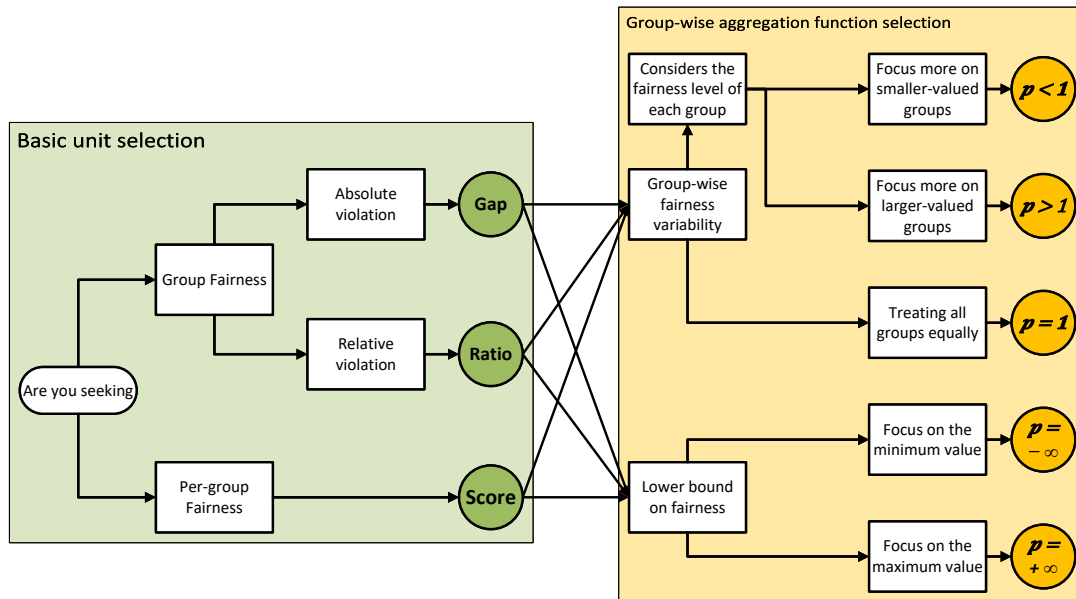 Basic unit selection
Are you seeking
Group Fairness
Absolute
violation
Gap
Relative
violation
Ratio
Per-group
Fairness
Score
Group-wise aggregation function selection
Considers the
fairness level of
each group
Focus more on
smaller-valued
groups
p < 1
Group-wise
fairness
variability
Focus more on
larger-valued
groups
p > 1
Treating all
groups equally
p = 1
Lower bound
on fairness
Focus on the
minimum value
p =
− ∞
Focus on the
maximum value
p =
+ ∞